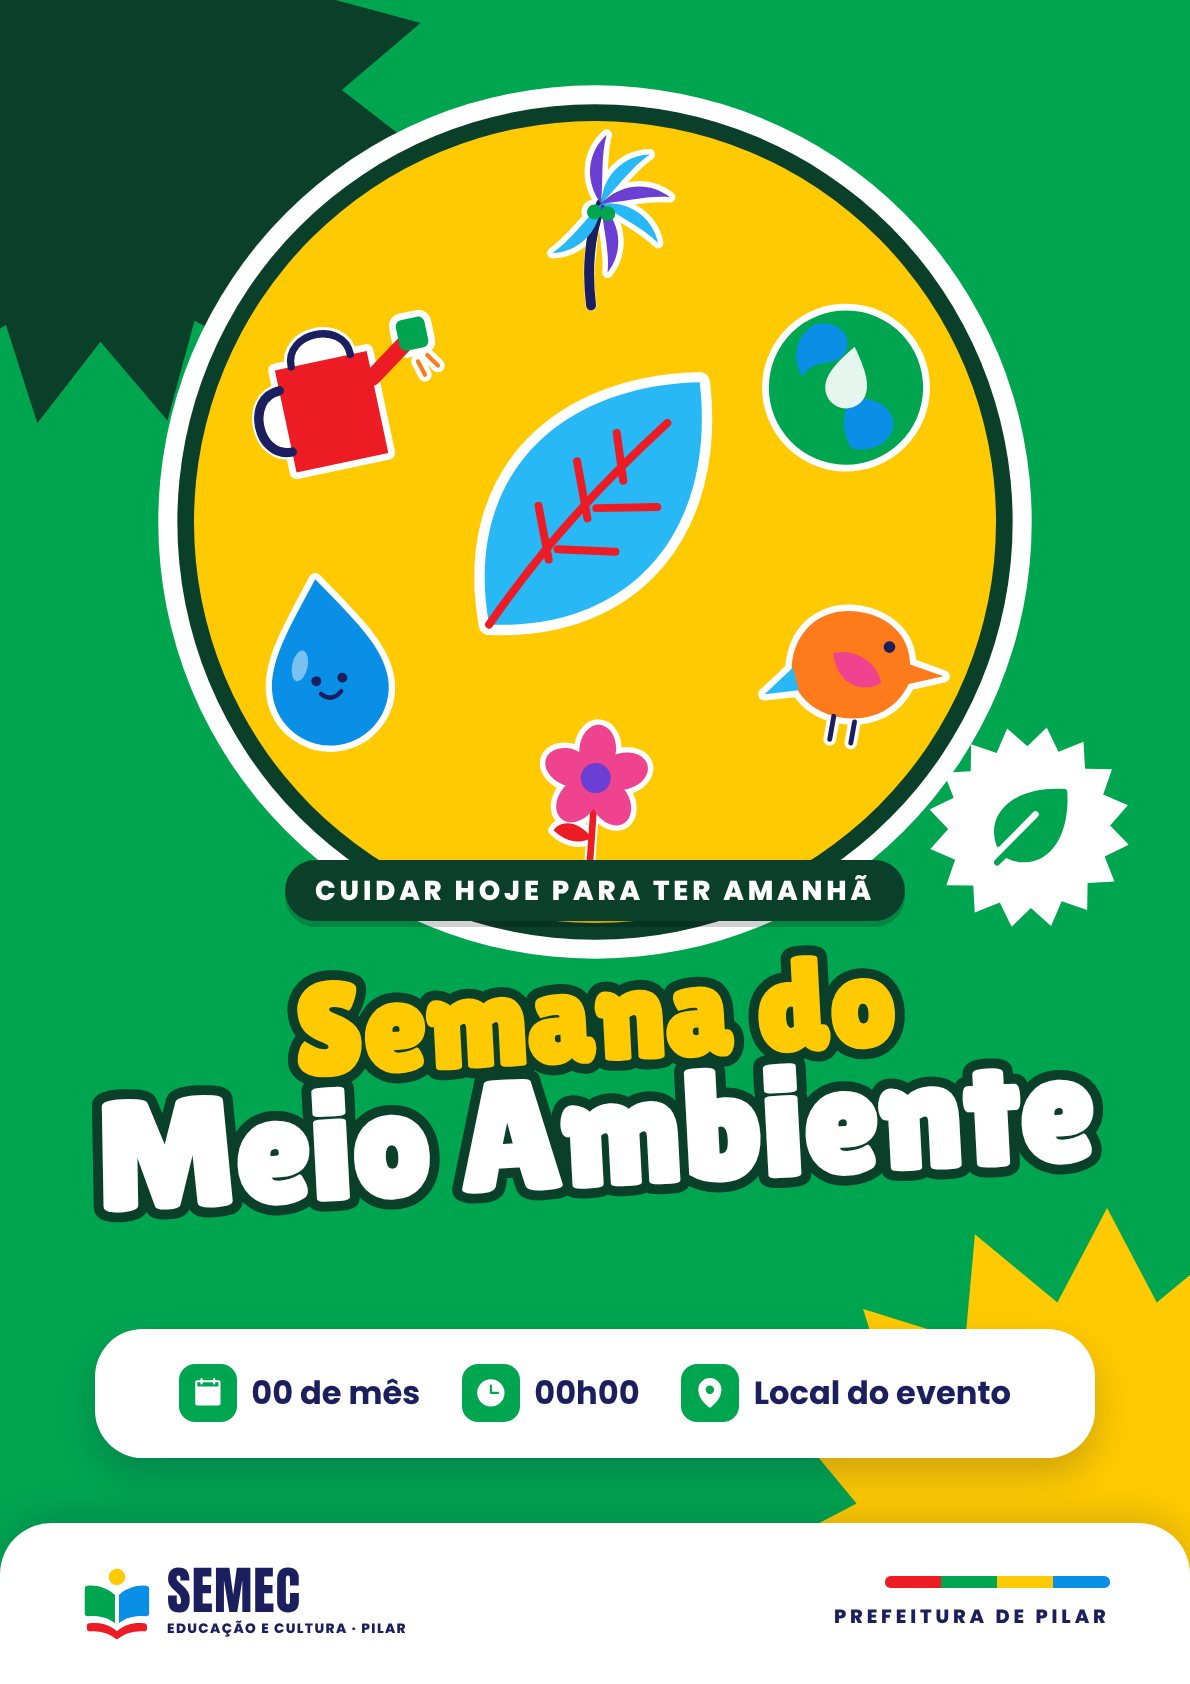 CUIDAR HOJE PARA TER AMANHÃ
Semana do
Meio Ambiente
00 de mês
00h00
Local do evento
SEMEC
EDUCAÇÃO E CULTURA · PILAR
PREFEITURA DE PILAR